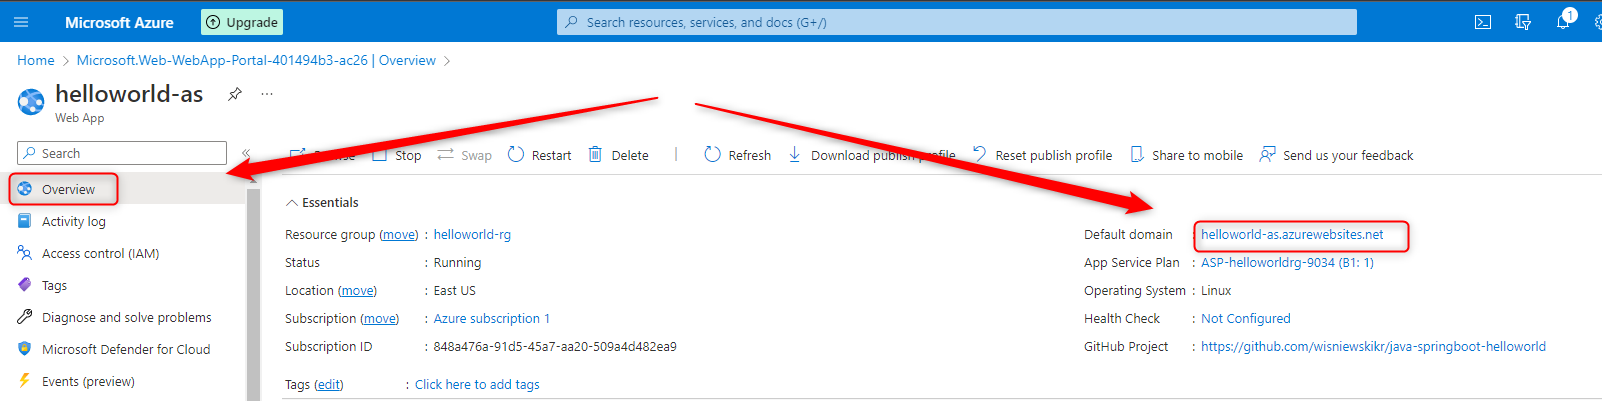 Microsoft Azure Upgrade Search resources, services, and docs (G+/) 1
Home > Microsoft.Web-WebApp-Portal-401494b3-ac26 | Overview >
helloworld-as ...
Web App
Search «
Stop Swap Restart Delete | Refresh Download publish profile Reset publish profile Share to mobile Send us your feedback
Overview
Activity log
Access control (IAM)
Tags
Diagnose and solve problems
Microsoft Defender for Cloud
Events (preview)
Essentials
Resource group (move) : helloworld-rg
Status : Running
Location (move) : East US
Subscription (move) : Azure subscription 1
Subscription ID : 848a476a-91d5-45a7-aa20-509a4d482ea9
Default domain : helloworld-as.azurewebsites.net
App Service Plan : ASP-helloworldrg-9034 (B1: 1)
Operating System : Linux
Health Check : Not Configured
GitHub Project : https://github.com/wisniewskikr/java-springboot-helloworld
Tags (edit) : Click here to add tags